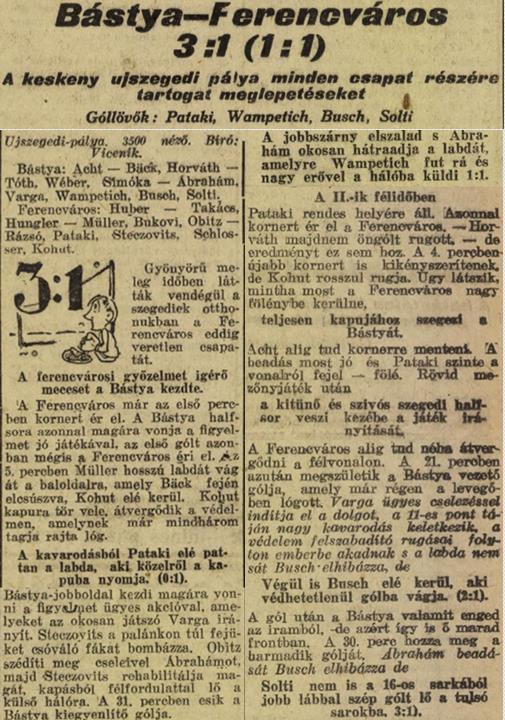 Bástya—Ferencváros
3:1 (1:1)
A keskeny ujszegedi pálya minden csapat részére
tartogat meglepetéseket
Góllövők: Pataki, Wampetich, Busch, Solti
Ujszegedi-pálya. 3500 néző. Biró:
Vicenik.
Bástya: Acht — Bäck, Horváth —
Tóth, Wéber, Simóka — Ábrahám,
Varga, Wampetich, Busch, Solti.
Ferencváros: Huber — Takács,
Hungler — Müller, Bukovi, Obitz —
Rázsó, Pataki, Steczovits, Schlos-
ser, Kohut.
3:1
Gyönyörü me-
leg időben lát-
ták vendégül a
szegediek ottho-
nukban a Fe-
rencváros eddig
veretlen csapa-
tát.
A ferencvárosi győzelmet igérő
meccset a Bástya kezdte.
A Ferencváros már az első perc-
ben kornert ér el. A Bástya half-
sora azonnal magára vonja a figyel-
met jó játékával, az első gólt azon-
ban mégis a Ferencváros éri el. Az
5. percben Müller hosszú labdát vág
át a baloldalra, amely Bäck fején
elcsúszva, Kohut elé kerül. Kohut
kapura tör vele, átvergődik a védel-
men, amelynek már mindhárom
tagja rajta lóg.
A kavarodásból Pataki elé pat-
tan a labda, aki közelről a ka-
puba nyomja. (0:1).
Bástya-jobboldal kezdi magára von-
ni a figyelmet ügyes akcióval, ame-
lyeket az okosan játszó Varga irá-
nyít. Steczovits a palánkon túl fejü-
ket csóváló fákat bombázza. Obitz
szédíti meg cseleivel Ábrahámot,
majd Steczovits rehabilitálja ma-
gát, kapásból félfordulattal lő a
külső hálóra. A 31. percben esik a
Bástya kiegyenlítő gólja.
A jobbszárny elszalad s Ábra-
hám okosan hátraadja a labdát,
amelyre Wampetich fut rá és
nagy erővel a hálóba küldi 1:1.
A II.-ik félidőben
Pataki rendes helyére áll. Azonnal
kornert ér el a Ferencváros. — Hor-
váth majdnem öngólt rugott, — de
eredményt ez sem hoz. A 4. percben
újabb kornert is kikényszerítenek,
de Kohut rosszul rugja. Ugy látszik,
mintha most a Ferencváros nagy
fölénybe kerülne,
teljesen kapujához szegezi a
Bástyát.
Acht alig tud kornerre menteni. A
beadás most jó és Pataki szinte a
vonalról fejel — fölé. Rövid me-
zőnyjáték után
a kitünő és szivós szegedi half-
sor veszi kezébe a játék irá-
nyítását.
A Ferencváros alig tud néha átver-
gődni a félvonalon. A 21. percben
azután megszületik a Bástya vezető
gólja, amely már régen a levegő-
ben lógott. Varga ügyes cselezéssel
indítja el a dolgot, a 11-es pont tá-
ján nagy kavarodás keletkezik, a
védelem felszabadító rugásai foly-
ton emberbe akadnak s a labda nem
sát Busch elhibázza, de
Végül is Busch elé kerül, aki
védhetetlenül gólba vágja. (2:1).
A gól után a Bástya valamit enged
az iramból, -de azért így is ő marad
frontban. A 30. perc hozza meg a
harmadik gólját. Ábrahám beadá-
sát Busch elhibázza de
Solti nem is a 16-os sarkából
jobb lábbal szép gólt lő a tulsó
sarokba. 3:1).